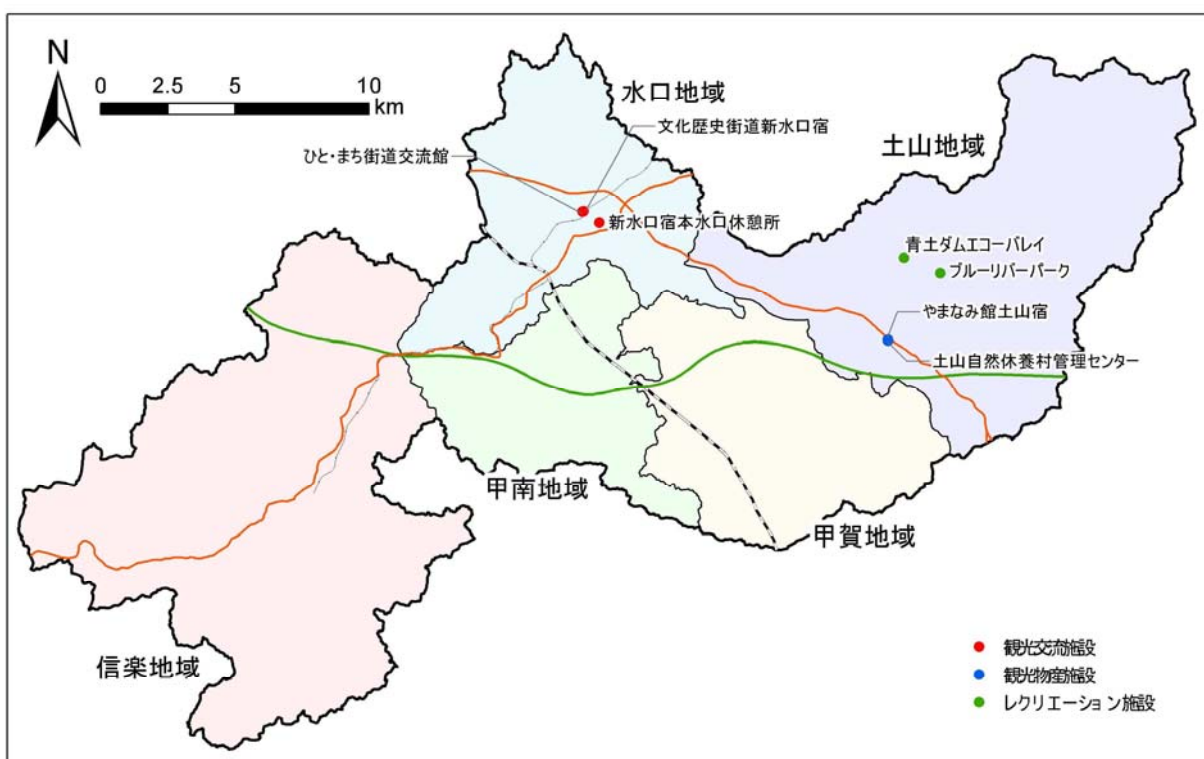 N
0 2.5 5 10
km
水口地域
文化歴史街道新水口宿
ひと・まち街道交流館
土山地域
新水口宿本水口休憩所
青土ダムエコーバレイ
ブルーリバーパーク
やまなみ館土山宿
土山自然休養村管理センター
甲南地域
甲賀地域
信楽地域
観光交流施設
観光物産施設
レクリエーション施設